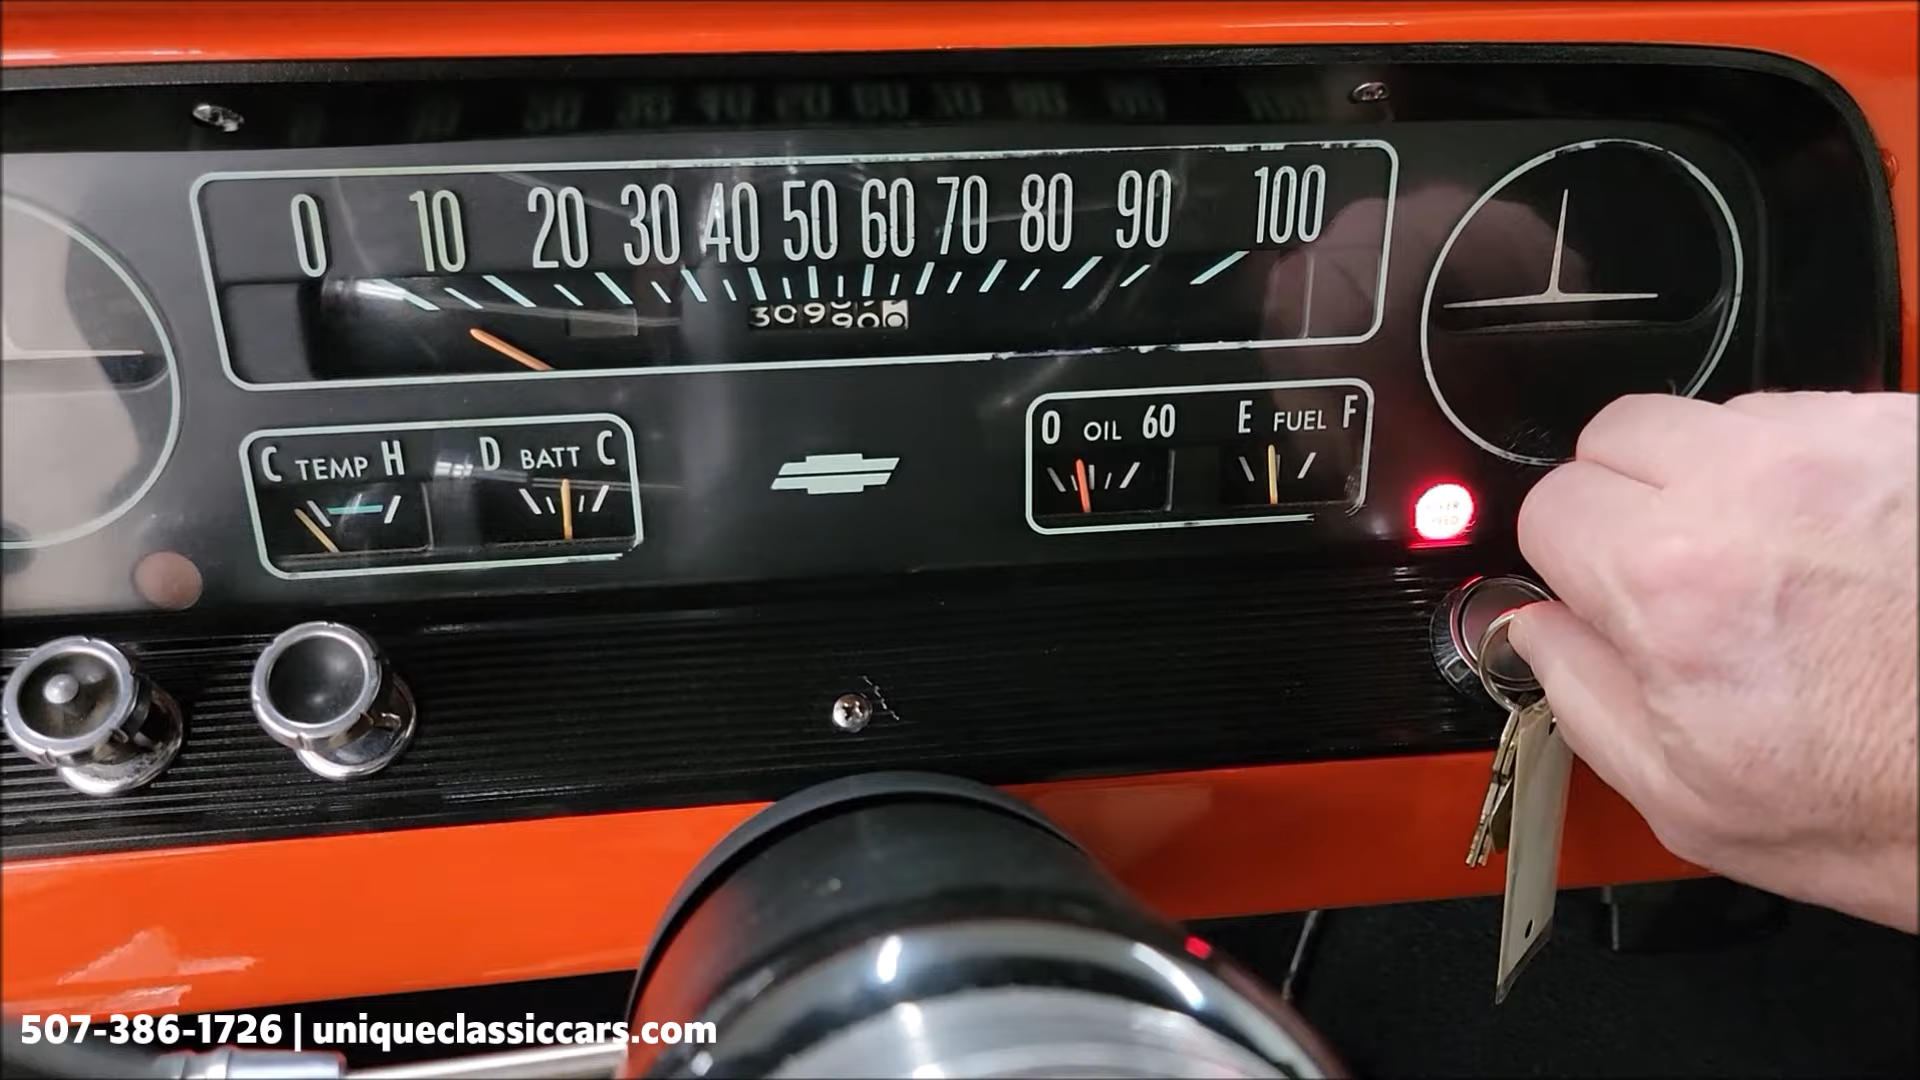 0 10 20 30 40 50 60 70 80 90 100
C TEMP H
D BATT C
0 OIL 60
E FUEL F
507-386-1726 | uniqueclassiccars.com